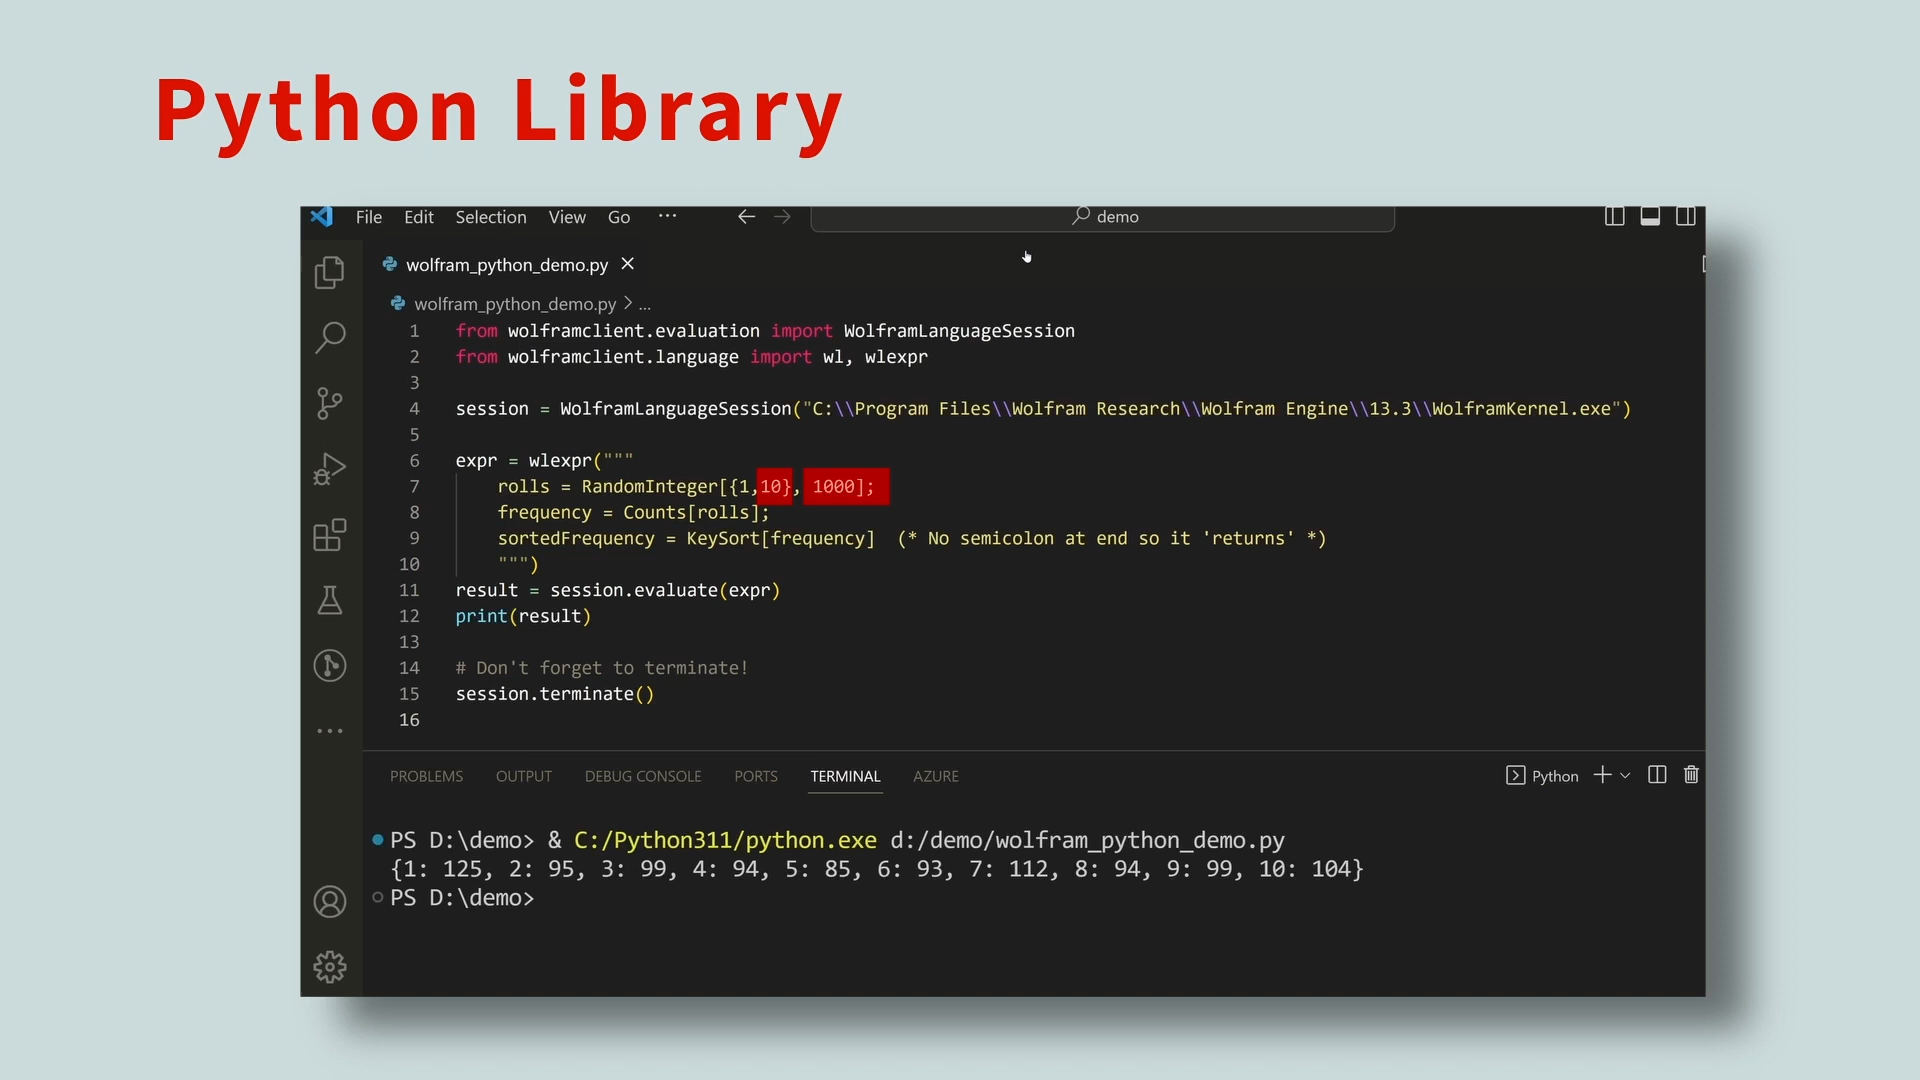 Python Library
File Edit Selection View Go ··· demo
wolfram_python_demo.py
wolfram_python_demo.py > ...
1 from wolframclient.evaluation import WolframLanguageSession
2 from wolframclient.language import wl, wlexpr
3
4 session = WolframLanguageSession("C:\\Program Files\\Wolfram Research\\Wolfram Engine\\13.3\\WolframKernel.exe")
5
6 expr = wlexpr("""
7 rolls = RandomInteger[{1,10}, 1000];
8 frequency = Counts[rolls];
9 sortedFrequency = KeySort[frequency] (* No semicolon at end so it 'returns' *)
10 """)
11 result = session.evaluate(expr)
12 print(result)
13
14 # Don't forget to terminate!
15 session.terminate()
16
PROBLEMS OUTPUT DEBUG CONSOLE PORTS TERMINAL AZURE Python
PS D:\demo> & C:/Python311/python.exe d:/demo/wolfram_python_demo.py
{1: 125, 2: 95, 3: 99, 4: 94, 5: 85, 6: 93, 7: 112, 8: 94, 9: 99, 10: 104}
PS D:\demo>